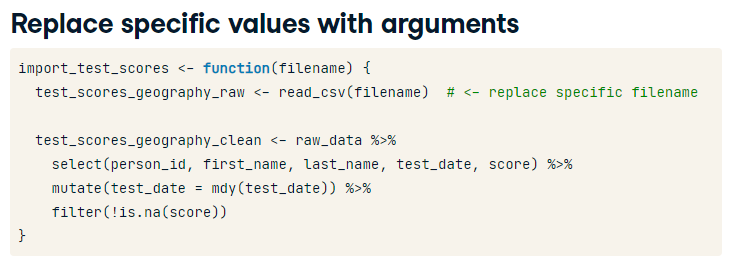 Replace specific values with arguments
import_test_scores <- function(filename) {
  test_scores_geography_raw <- read_csv(filename)  # <- replace specific filename

  test_scores_geography_clean <- raw_data %>%
    select(person_id, first_name, last_name, test_date, score) %>%
    mutate(test_date = mdy(test_date)) %>%
    filter(!is.na(score))
}